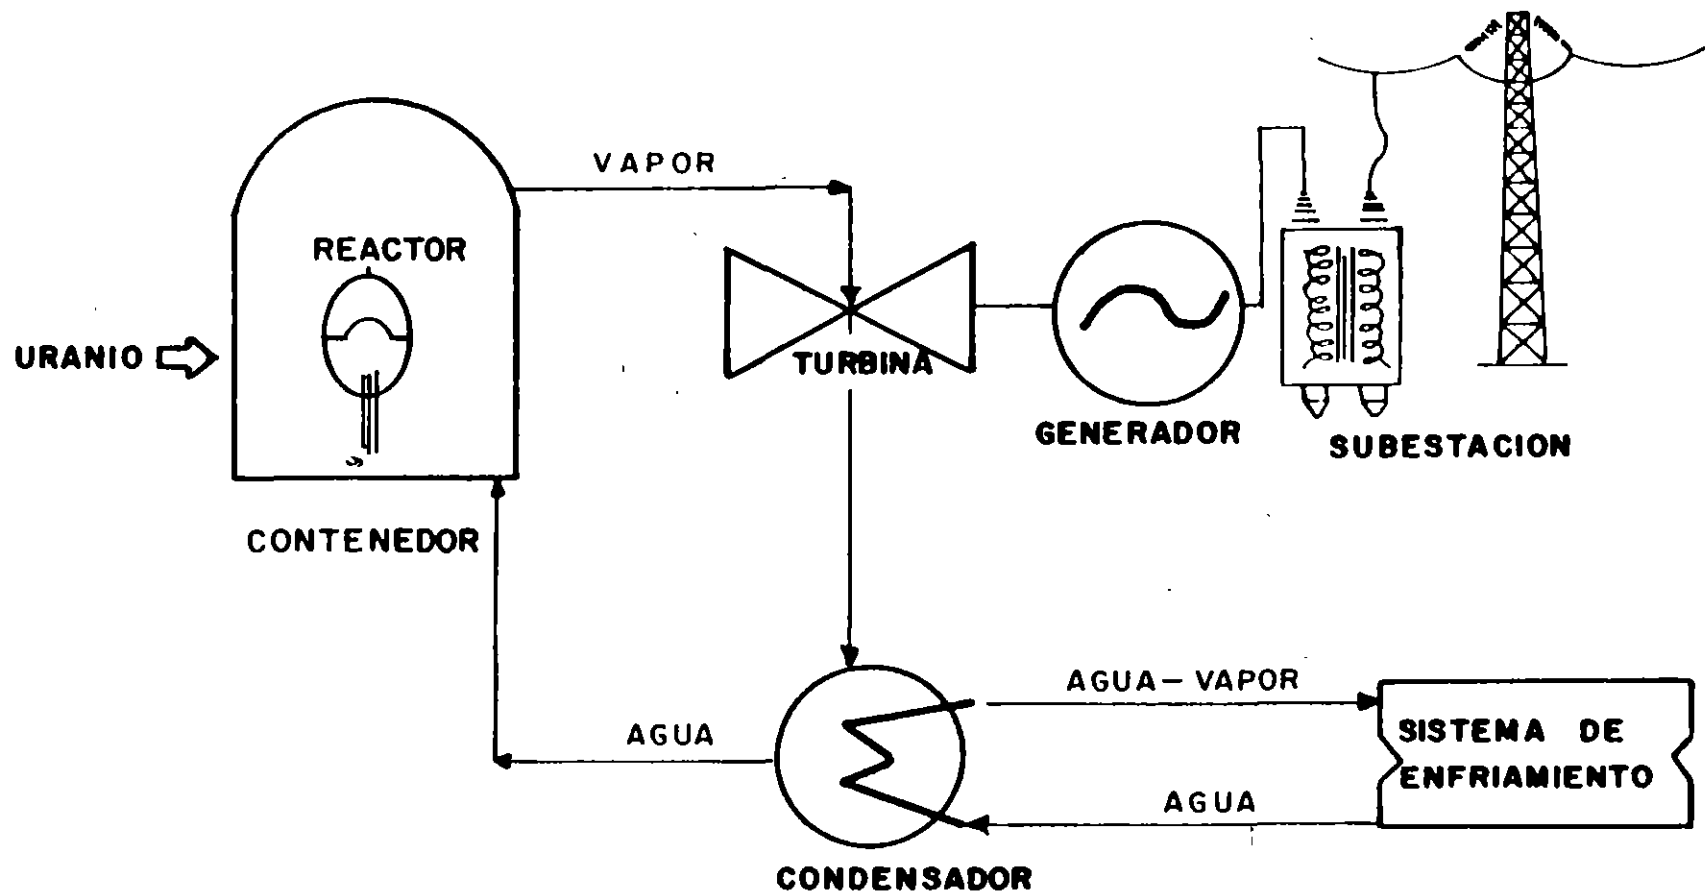 VAPOR
REACTOR
URANIO
TURBINA
GENERADOR
SUBESTACION
CONTENEDOR
AGUA-VAPOR
AGUA
SISTEMA DE
ENFRIAMIENTO
AGUA
CONDENSADOR